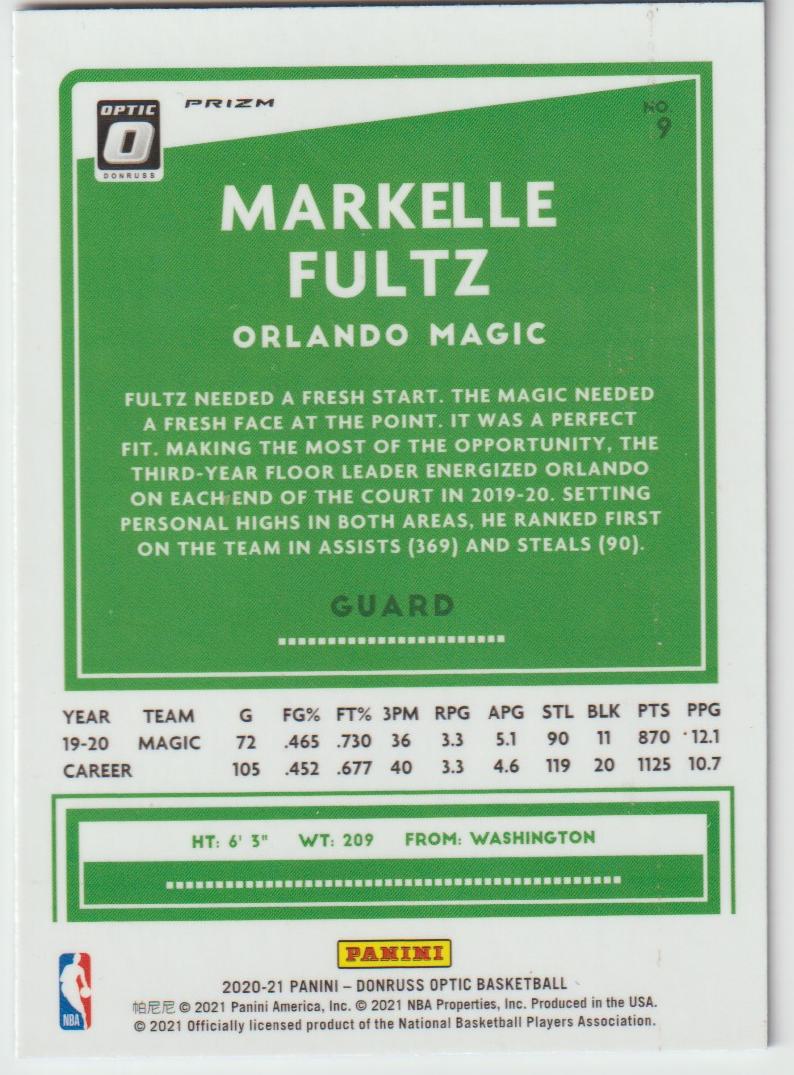 OPTIC
DONRUSS
PRIZM
NO.
9
MARKELLE
FULTZ
ORLANDO MAGIC
FULTZ NEEDED A FRESH START. THE MAGIC NEEDED
A FRESH FACE AT THE POINT. IT WAS A PERFECT
FIT. MAKING THE MOST OF THE OPPORTUNITY, THE
THIRD-YEAR FLOOR LEADER ENERGIZED ORLANDO
ON EACH END OF THE COURT IN 2019-20. SETTING
PERSONAL HIGHS IN BOTH AREAS, HE RANKED FIRST
ON THE TEAM IN ASSISTS (369) AND STEALS (90).
GUARD
YEAR TEAM G FG% FT% 3PM RPG APG STL BLK PTS PPG
19-20 MAGIC 72 .465 .730 36 3.3 5.1 90 11 870 12.1
CAREER 105 .452 .677 40 3.3 4.6 119 20 1125 10.7
HT: 6' 3" WT: 209 FROM: WASHINGTON
PANINI
NBA
2020-21 PANINI – DONRUSS OPTIC BASKETBALL
帕尼尼 © 2021 Panini America, Inc. © 2021 NBA Properties, Inc. Produced in the USA.
© 2021 Officially licensed product of the National Basketball Players Association.